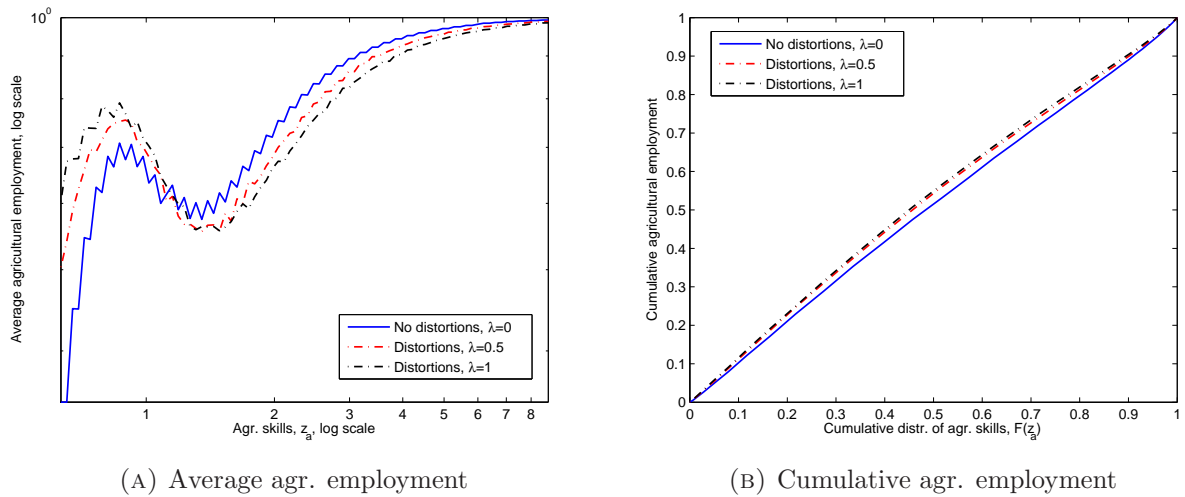 10⁰
Average agricultural employment, log scale
No distortions, λ=0
Distortions, λ=0.5
Distortions, λ=1
1 2 3 4 5 6 7 8
Agr. skills, zₐ, log scale
(A) Average agr. employment
1
0.9
0.8
0.7
0.6
0.5
0.4
0.3
0.2
0.1
0
Cumulative agricultural employment
No distortions, λ=0
Distortions, λ=0.5
Distortions, λ=1
0 0.1 0.2 0.3 0.4 0.5 0.6 0.7 0.8 0.9 1
Cumulative distr. of agr. skills, F(zₐ)
(B) Cumulative agr. employment